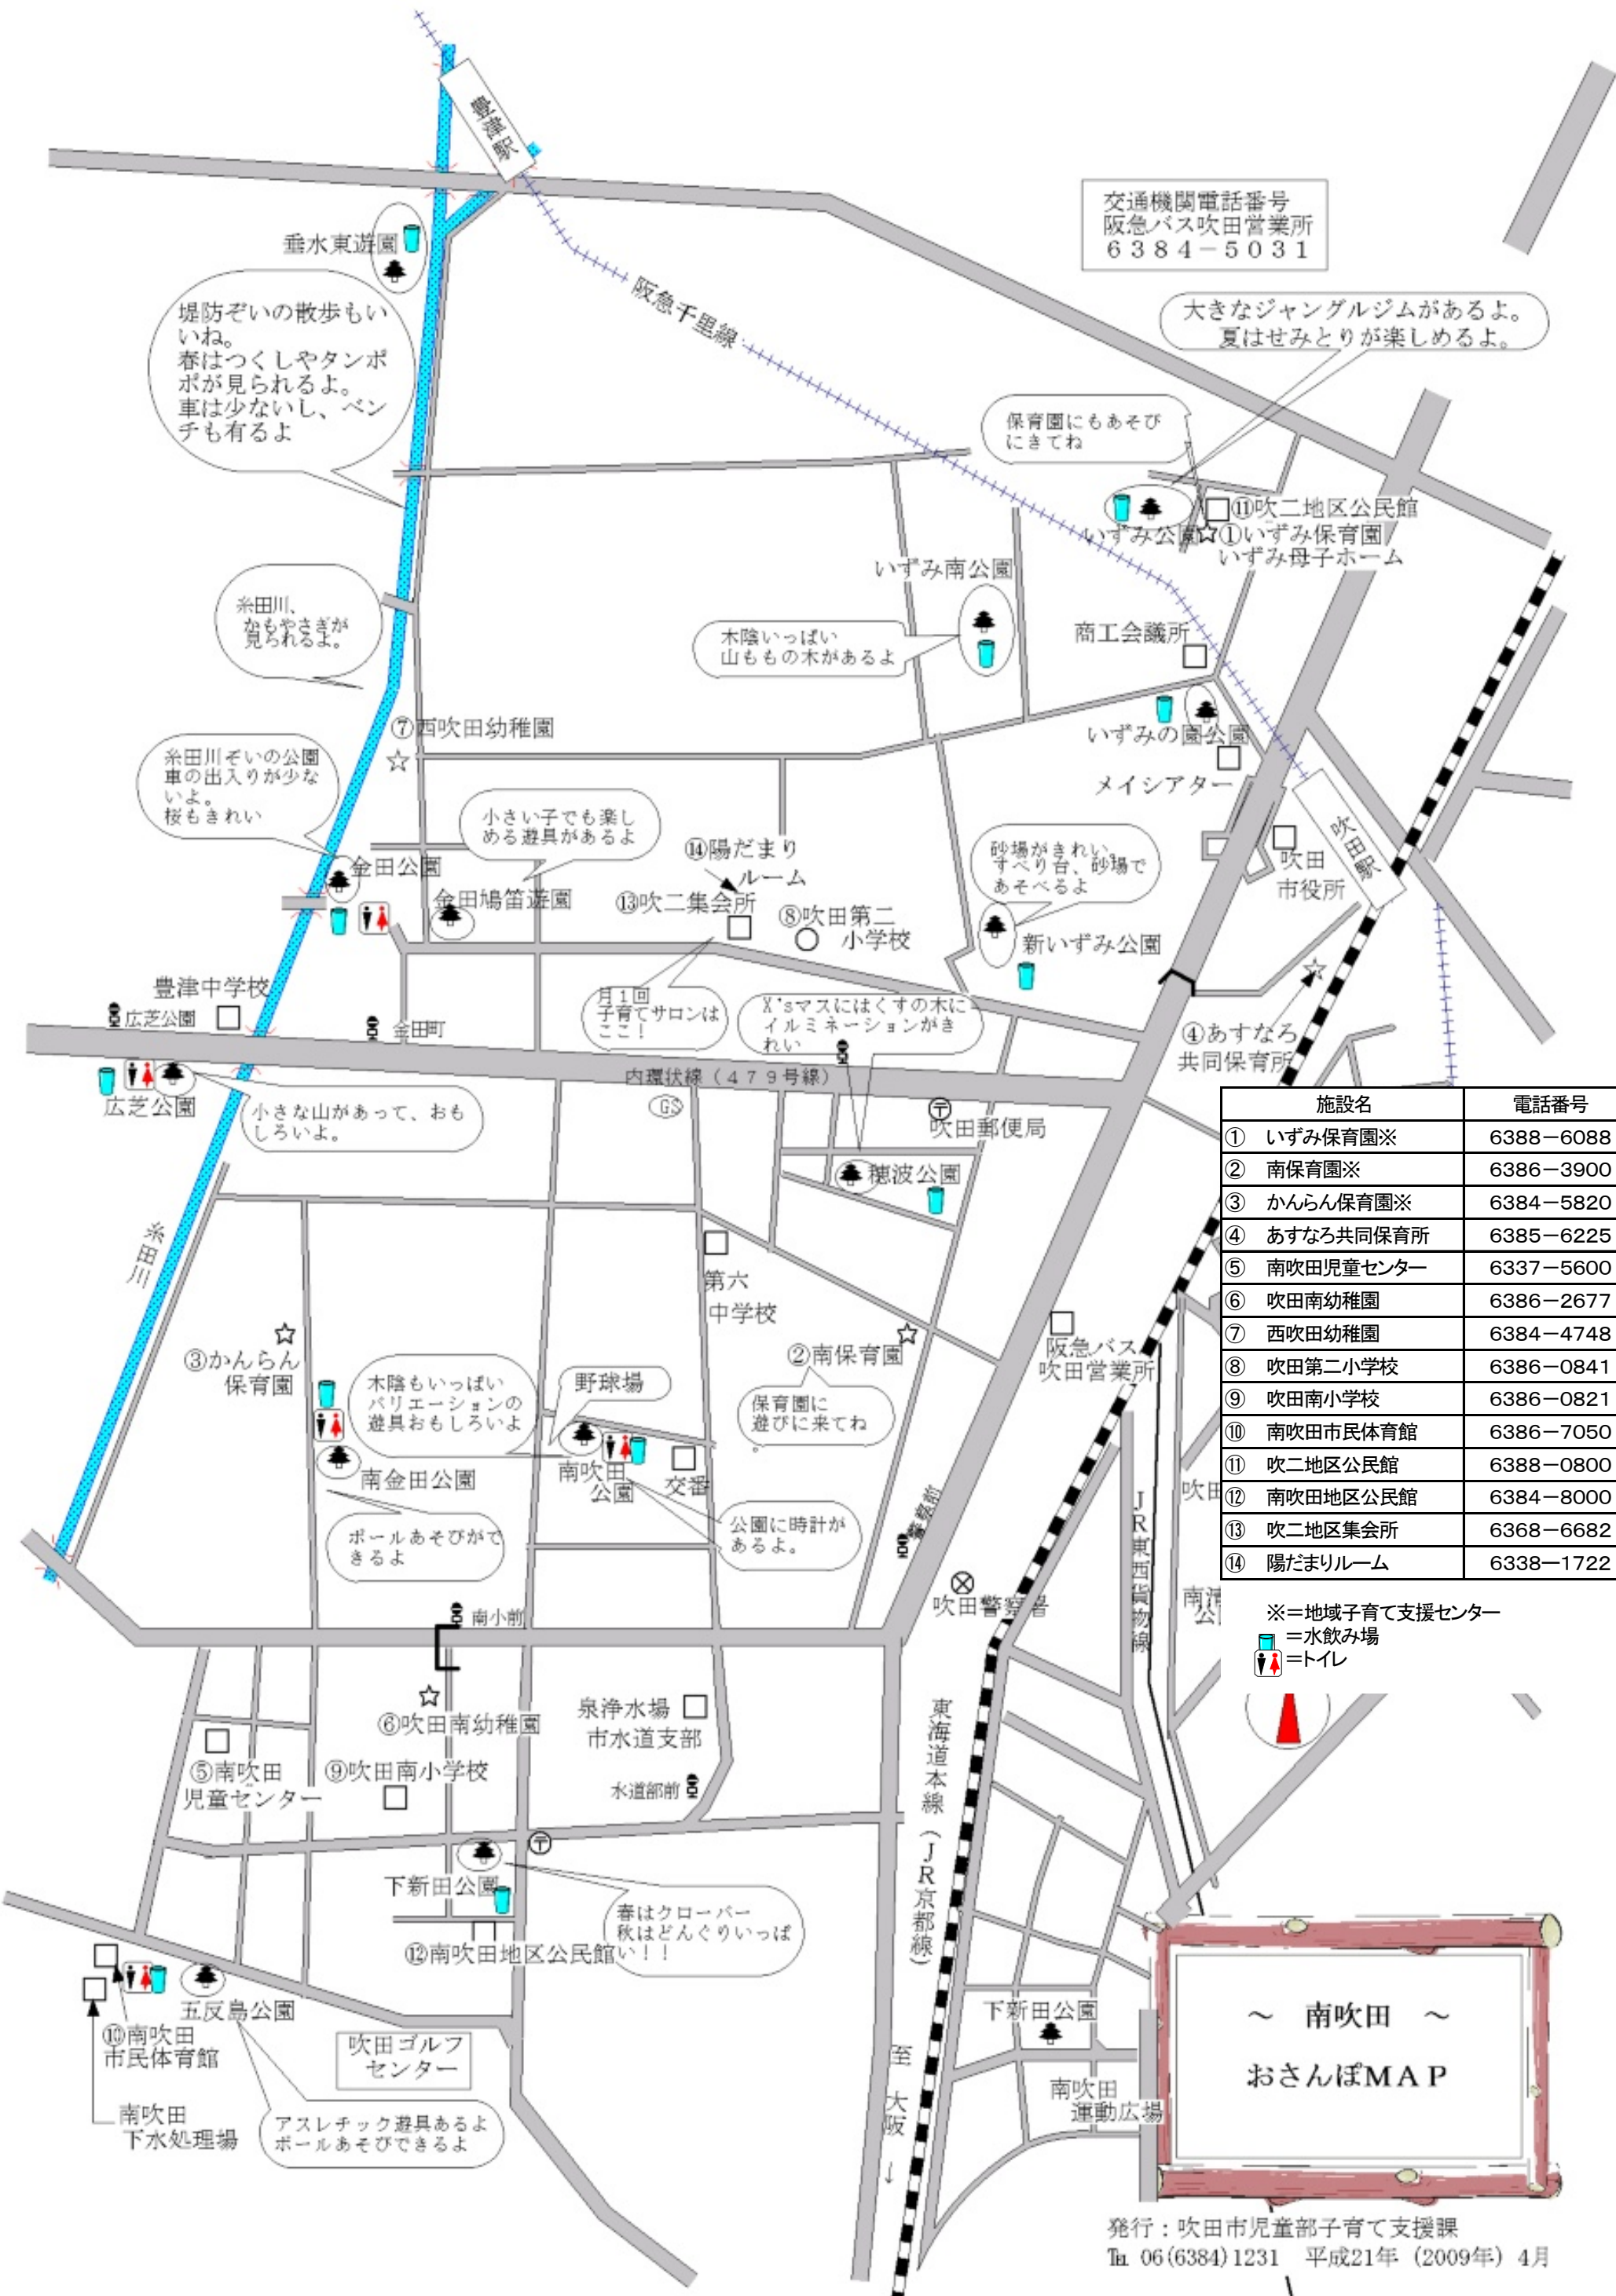 豊津駅
交通機関電話番号
阪急バス吹田営業所
6384－5031
垂水東遊園
阪急千里線
堤防ぞいの散歩もい
いね。
春はつくしやタンポ
ポが見られるよ。
車は少ないし、ベン
チも有るよ
大きなジャングルジムがあるよ。
夏はせみとりが楽しめるよ。
保育園にもあそび
にきてね
いずみ公園
⑪吹二地区公民館
①いずみ保育園
いずみ母子ホーム
いずみ南公園
糸田川、
かもやさぎが
見られるよ。
木陰いっぱい
山ももの木があるよ
商工会議所
⑦西吹田幼稚園
いずみの園公園
メイシアター
糸田川そいの公園
車の出入りが少な
いよ。
桜もきれい
小さい子でも楽し
める遊具があるよ
⑭陽だまり
ルーム
砂場がきれい。
すべり台、砂場で
あそべるよ
吹田駅
吹田
市役所
金田公園
金田鳩笛遊園
⑬吹二集会所
⑧吹田第二
小学校
新いずみ公園
豊津中学校
広芝公園
金田町
月1回
子育てサロンは
ここ！
X'sマスにはくすの木に
イルミネーションがき
れい
④あすなろ
共同保育所
内環状線（479号線）
広芝公園
小さな山があって、おも
しろいよ。
GS
吹田郵便局
穂波公園
糸田川
第六
中学校
③かんらん
保育園
木陰もいっぱい
バリエーションの
遊具おもしろいよ
野球場
②南保育園
保育園に
遊びに来てね
。
阪急バス
吹田営業所
南金田公園
南吹田
公園
交番
ボールあそびがで
きるよ
公園に時計が
あるよ。
警察前
吹田警察署
JR東西貨物線
吹田
南清
公
施設名 電話番号
① いずみ保育園※ 6388－6088
② 南保育園※ 6386－3900
③ かんらん保育園※ 6384－5820
④ あすなろ共同保育所 6385－6225
⑤ 南吹田児童センター 6337－5600
⑥ 吹田南幼稚園 6386－2677
⑦ 西吹田幼稚園 6384－4748
⑧ 吹田第二小学校 6386－0841
⑨ 吹田南小学校 6386－0821
⑩ 南吹田市民体育館 6386－7050
⑪ 吹二地区公民館 6388－0800
⑫ 南吹田地区公民館 6384－8000
⑬ 吹二地区集会所 6368－6682
⑭ 陽だまりルーム 6338－1722
※＝地域子育て支援センター
＝水飲み場
＝トイレ
南小前
⑥吹田南幼稚園
泉浄水場
市水道支部
⑤南吹田
児童センター
⑨吹田南小学校
水道部前
東海道本線（JR京都線）
下新田公園
春はクローバー
秋はどんぐりいっぱ
い！！
⑫南吹田地区公民館
五反島公園
⑩南吹田
市民体育館
吹田ゴルフ
センター
南吹田
下水処理場
アスレチック遊具あるよ
ボールあそびできるよ
至 大阪 ↓
下新田公園
南吹田
運動広場
～ 南吹田 ～
おさんぽMAP
発行：吹田市児童部子育て支援課
℡ 06(6384)1231 平成21年（2009年）4月